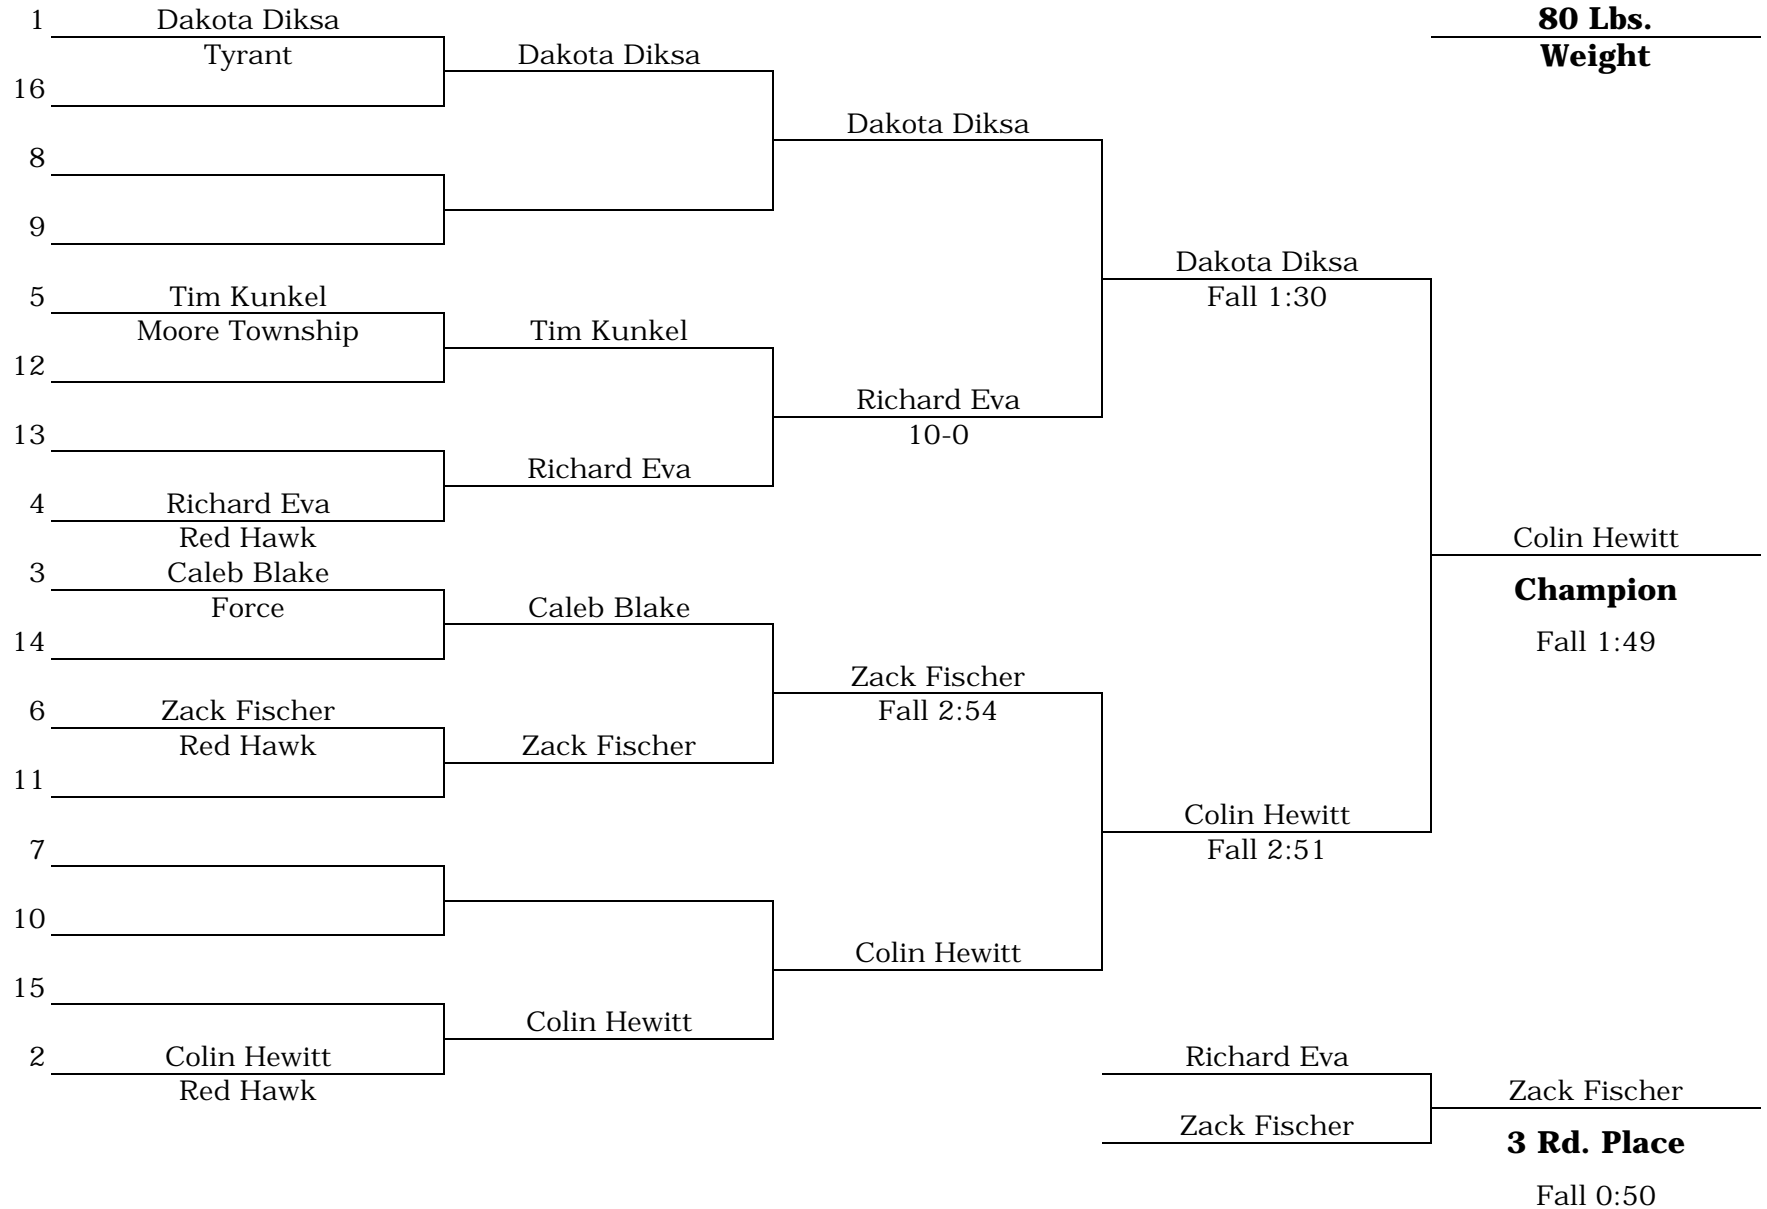 80 Lbs.
Weight
1 Dakota Diksa
Tyrant
Dakota Diksa
16
Dakota Diksa
8
9
Dakota Diksa
Fall 1:30
5 Tim Kunkel
Moore Township
Tim Kunkel
12
Richard Eva
10-0
13
Richard Eva
4 Richard Eva
Red Hawk
Colin Hewitt
Champion
Fall 1:49
3 Caleb Blake
Force
Caleb Blake
14
Zack Fischer
Fall 2:54
6 Zack Fischer
Red Hawk
Zack Fischer
11
Colin Hewitt
Fall 2:51
7
10
Colin Hewitt
15
Colin Hewitt
2 Colin Hewitt
Red Hawk
Richard Eva
Zack Fischer
Zack Fischer
3 Rd. Place
Fall 0:50